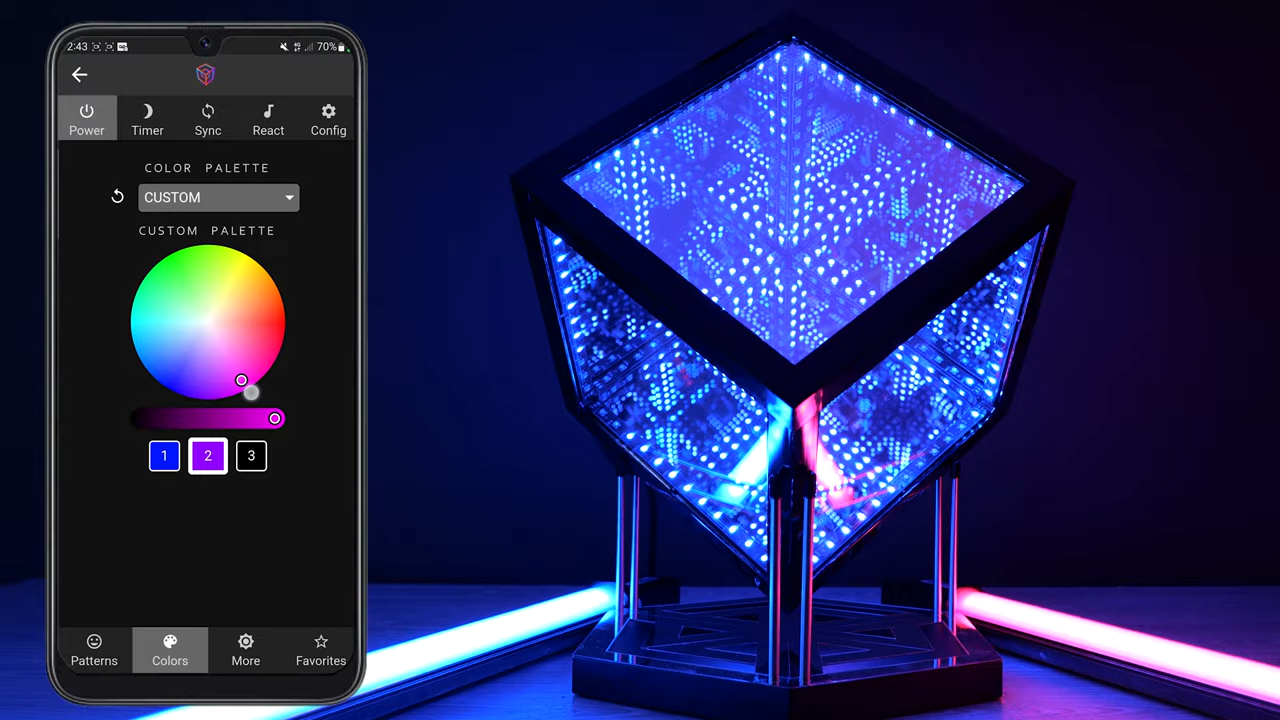 2:43
70%
Power Timer Sync React Config
COLOR PALETTE
CUSTOM
CUSTOM PALETTE
1 2 3
Patterns Colors More Favorites